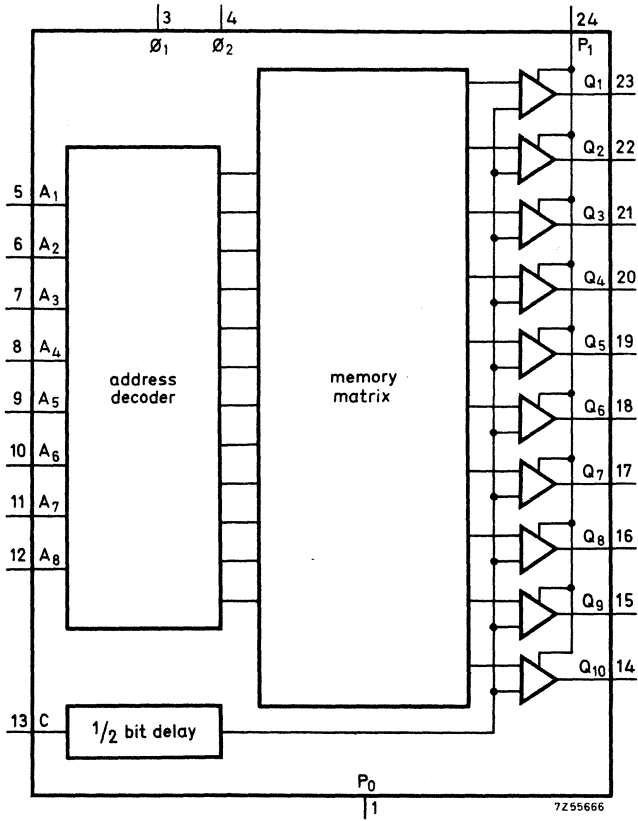 3 4 24
Ø1 Ø2 P1
Q1 23
Q2 22
5 A1
Q3 21
6 A2
Q4 20
7 A3
Q5 19
8 A4
address decoder
memory matrix
9 A5
Q6 18
10 A6
Q7 17
11 A7
Q8 16
12 A8
Q9 15
Q10 14
13 C
1/2 bit delay
P0
1
7Z55666